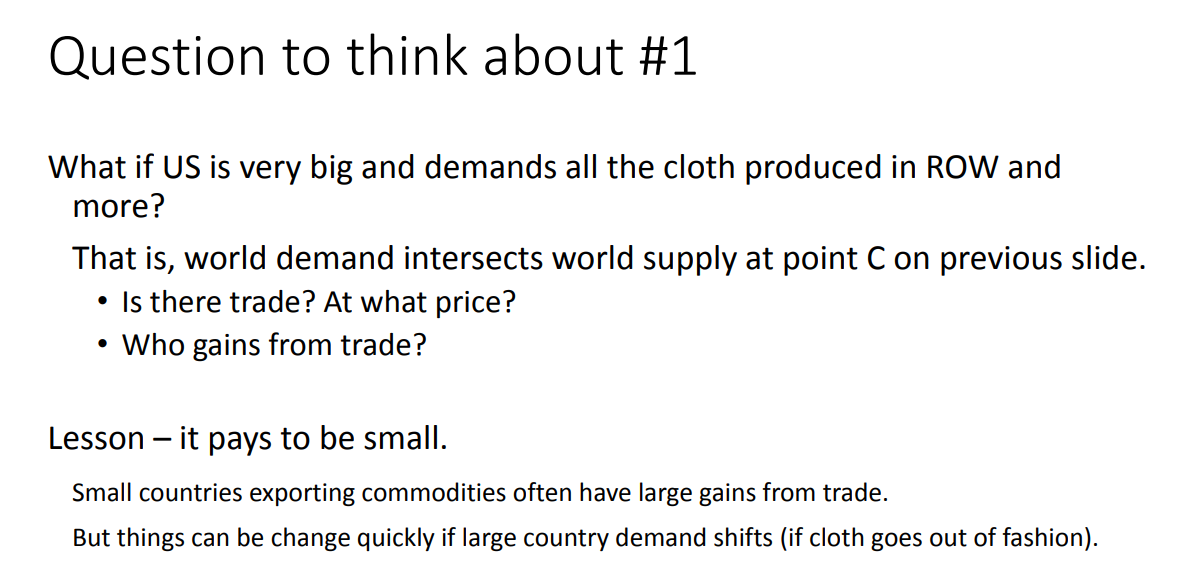 Question to think about #1
What if US is very big and demands all the cloth produced in ROW and
more?
That is, world demand intersects world supply at point C on previous slide.
• Is there trade? At what price?
• Who gains from trade?
Lesson – it pays to be small.
Small countries exporting commodities often have large gains from trade.
But things can be change quickly if large country demand shifts (if cloth goes out of fashion).